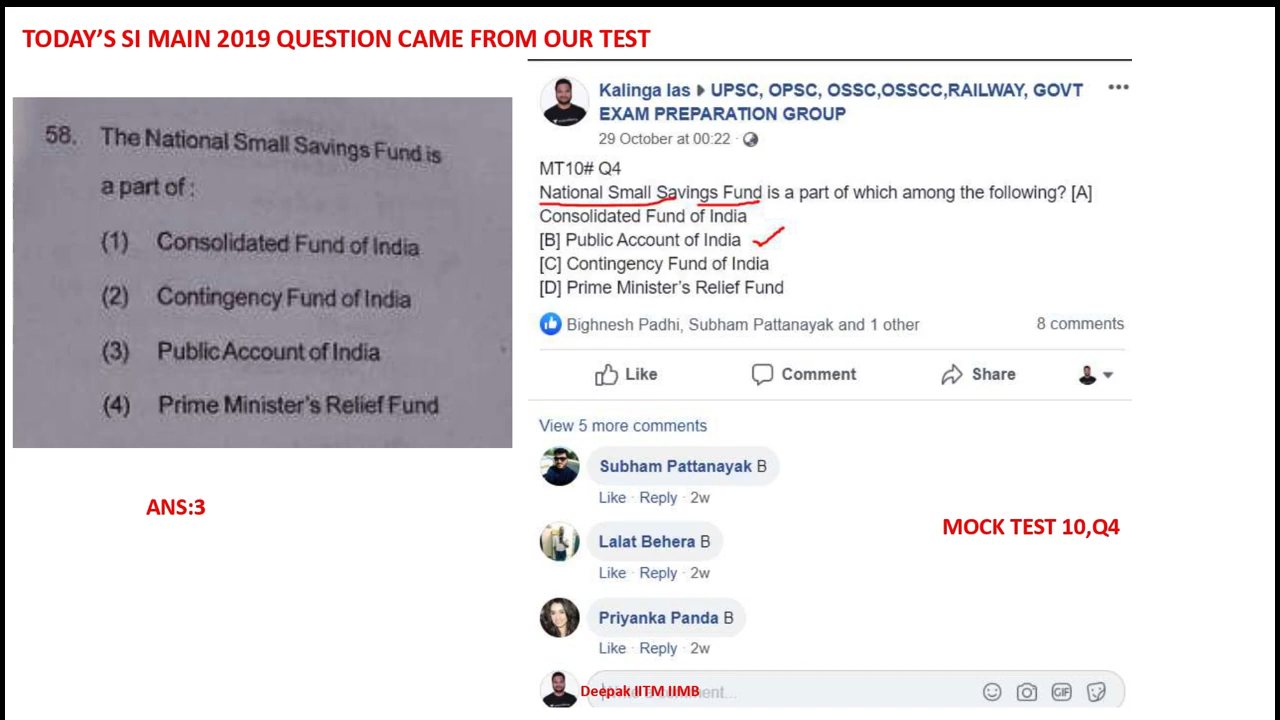 TODAY’S SI MAIN 2019 QUESTION CAME FROM OUR TEST
58. The National Small Savings Fund is
a part of :
(1) Consolidated Fund of India
(2) Contingency Fund of India
(3) Public Account of India
(4) Prime Minister's Relief Fund
ANS:3
Kalinga Ias ▸ UPSC, OPSC, OSSC,OSSCC,RAILWAY, GOVT
EXAM PREPARATION GROUP
29 October at 00:22 ·
MT10# Q4
National Small Savings Fund is a part of which among the following? [A]
Consolidated Fund of India
[B] Public Account of India
[C] Contingency Fund of India
[D] Prime Minister's Relief Fund
Bighnesh Padhi, Subham Pattanayak and 1 other 8 comments
Like Comment Share
View 5 more comments
Subham Pattanayak B
Like · Reply · 2w
Lalat Behera B
Like · Reply · 2w
MOCK TEST 10,Q4
Priyanka Panda B
Like · Reply · 2w
Deepak IITM IIMB
GIF